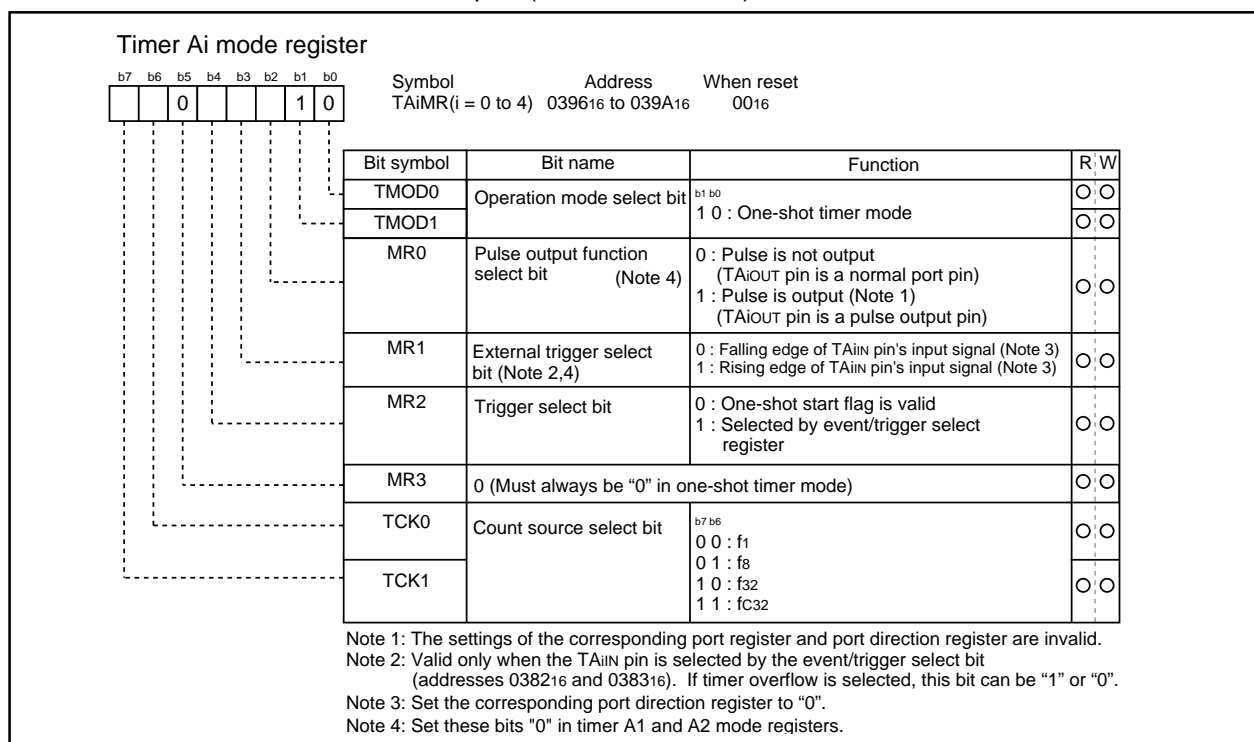 Timer Ai mode register
b7 b6 b5 b4 b3 b2 b1 b0
0 1 0
Symbol Address When reset
TAiMR(i = 0 to 4) 039616 to 039A16 0016
Bit symbol Bit name Function R W
TMOD0
TMOD1
Operation mode select bit
b1 b0
1 0 : One-shot timer mode
MR0
Pulse output function
select bit (Note 4)
0 : Pulse is not output
(TAiOUT pin is a normal port pin)
1 : Pulse is output (Note 1)
(TAiOUT pin is a pulse output pin)
MR1
External trigger select
bit (Note 2,4)
0 : Falling edge of TAiIN pin's input signal (Note 3)
1 : Rising edge of TAiIN pin's input signal (Note 3)
MR2
Trigger select bit
0 : One-shot start flag is valid
1 : Selected by event/trigger select
register
MR3
0 (Must always be “0” in one-shot timer mode)
TCK0
TCK1
Count source select bit
b7 b6
0 0 : f1
0 1 : f8
1 0 : f32
1 1 : fC32
Note 1: The settings of the corresponding port register and port direction register are invalid.
Note 2: Valid only when the TAiIN pin is selected by the event/trigger select bit
(addresses 038216 and 038316). If timer overflow is selected, this bit can be “1” or “0”.
Note 3: Set the corresponding port direction register to “0”.
Note 4: Set these bits "0" in timer A1 and A2 mode registers.